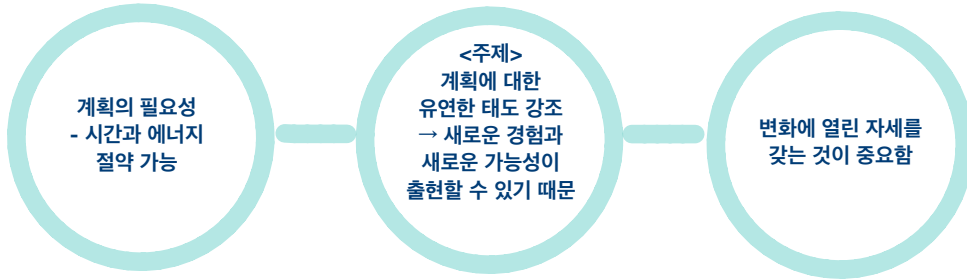 계획의 필요성
- 시간과 에너지
절약 가능
<주제>
계획에 대한
유연한 태도 강조
→ 새로운 경험과
새로운 가능성이
출현할 수 있기 때문
변화에 열린 자세를
갖는 것이 중요함